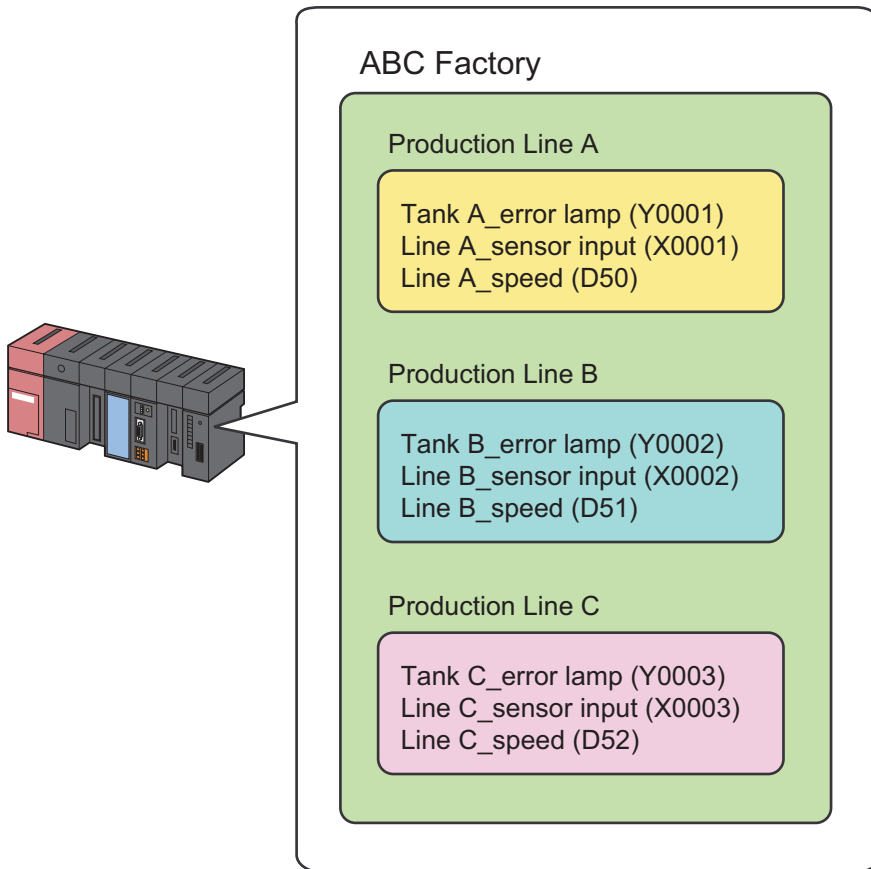 ABC Factory
Production Line A
Tank A_error lamp (Y0001)
Line A_sensor input (X0001)
Line A_speed (D50)
Production Line B
Tank B_error lamp (Y0002)
Line B_sensor input (X0002)
Line B_speed (D51)
Production Line C
Tank C_error lamp (Y0003)
Line C_sensor input (X0003)
Line C_speed (D52)